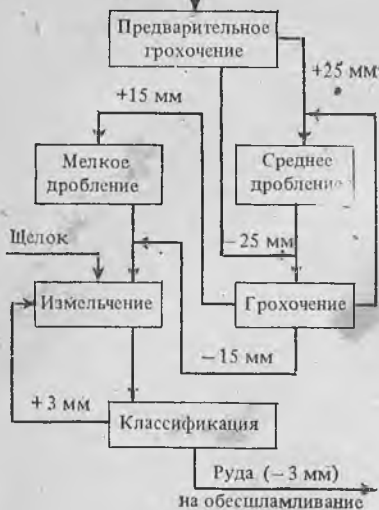 Предварительное
грохочение
+25 мм
+15 мм
Мелкое
дробление
Среднее
дробление
Щелок
−25 мм
Измельчение
Грохочение
−15 мм
+3 мм
Классификация
Руда (−3 мм)
на обесшламливание